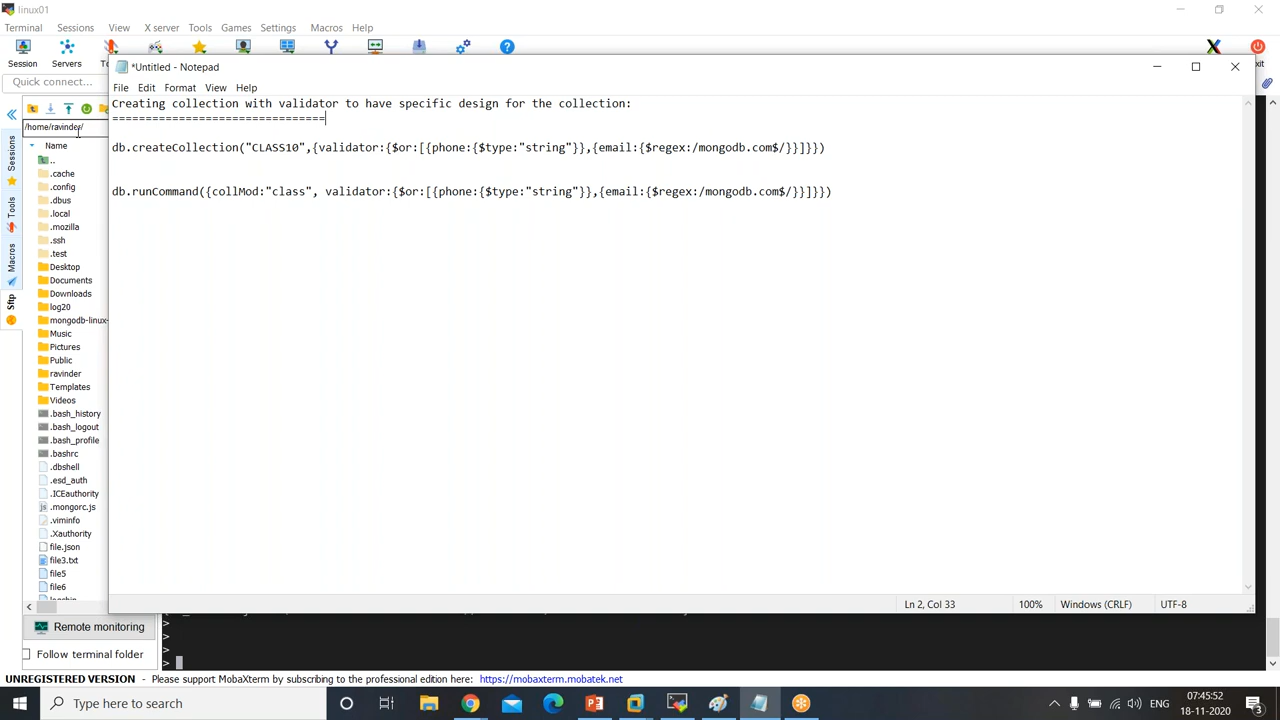 linux01
Terminal Sessions View X server Tools Games Settings Macros Help
Session Servers
Quick connect...
*Untitled - Notepad
File Edit Format View Help
Creating collection with validator to have specific design for the collection:
================================
db.createCollection("CLASS10",{validator:{$or:[{phone:{$type:"string"}},{email:{$regex:/mongodb.com$/}}]}})
db.runCommand({collMod:"class", validator:{$or:[{phone:{$type:"string"}},{email:{$regex:/mongodb.com$/}}]}})
/home/ravinder/
Name
..
.cache
.config
.dbus
.local
.mozilla
.ssh
.test
Desktop
Documents
Downloads
log20
mongodb-linux-
Music
Pictures
Public
ravinder
Templates
Videos
.bash_history
.bash_logout
.bash_profile
.bashrc
.dbshell
.esd_auth
.ICEauthority
.mongorc.js
.viminfo
.Xauthority
file.json
file3.txt
file5
file6
Sessions
Tools
Macros
Sftp
Ln 2, Col 33 100% Windows (CRLF) UTF-8
Remote monitoring
Follow terminal folder
>
>
>
>
UNREGISTERED VERSION - Please support MobaXterm by subscribing to the professional edition here: https://mobaxterm.mobatek.net
Type here to search
ENG
07:45:52
18-11-2020
3